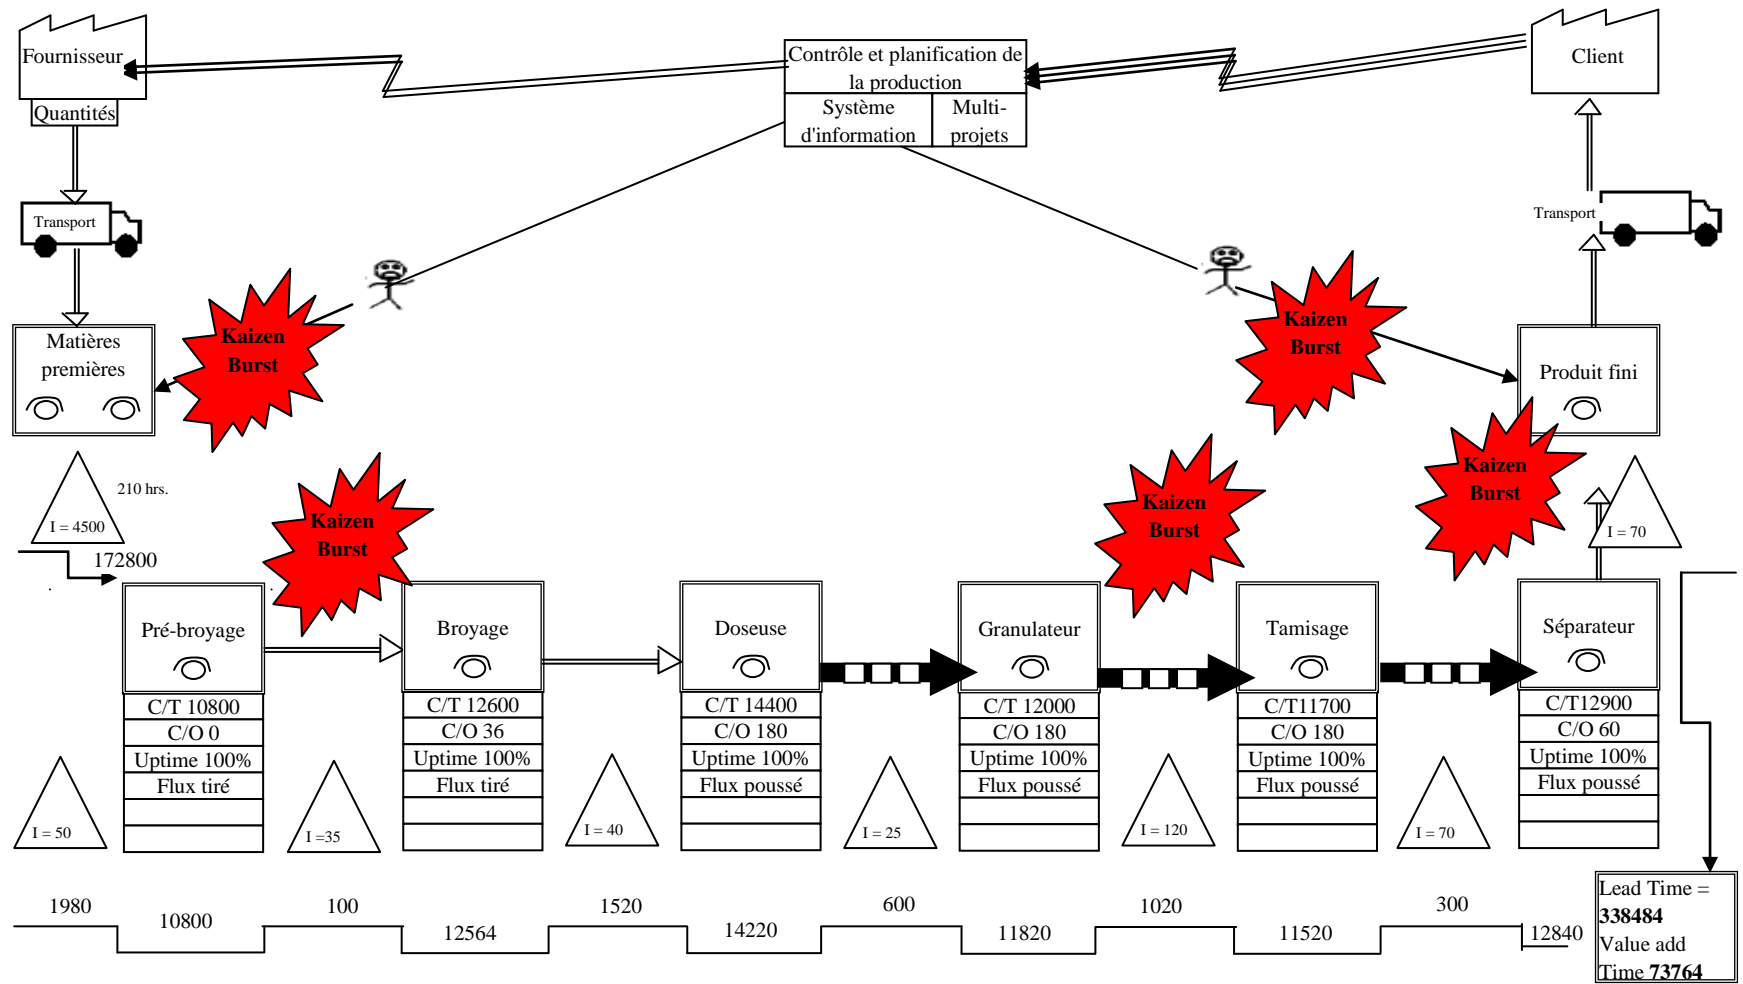 Fournisseur
Quantités
Transport
Matières
premières
Contrôle et planification de
la production
Système
d'information
Multi-
projets
Client
Transport
Produit fini
Kaizen
Burst
Kaizen
Burst
Kaizen
Burst
Kaizen
Burst
Kaizen
Burst
210 hrs.
I = 4500
172800
I = 70
Pré-broyage
C/T 10800
C/O 0
Uptime 100%
Flux tiré
Broyage
C/T 12600
C/O 36
Uptime 100%
Flux tiré
Doseuse
C/T 14400
C/O 180
Uptime 100%
Flux poussé
Granulateur
C/T 12000
C/O 180
Uptime 100%
Flux poussé
Tamisage
C/T11700
C/O 180
Uptime 100%
Flux poussé
Séparateur
C/T12900
C/O 60
Uptime 100%
Flux poussé
I = 50
I =35
I = 40
I = 25
I = 120
I = 70
1980
10800
100
12564
1520
14220
600
11820
1020
11520
300
12840
Lead Time =
338484
Value add
Time 73764